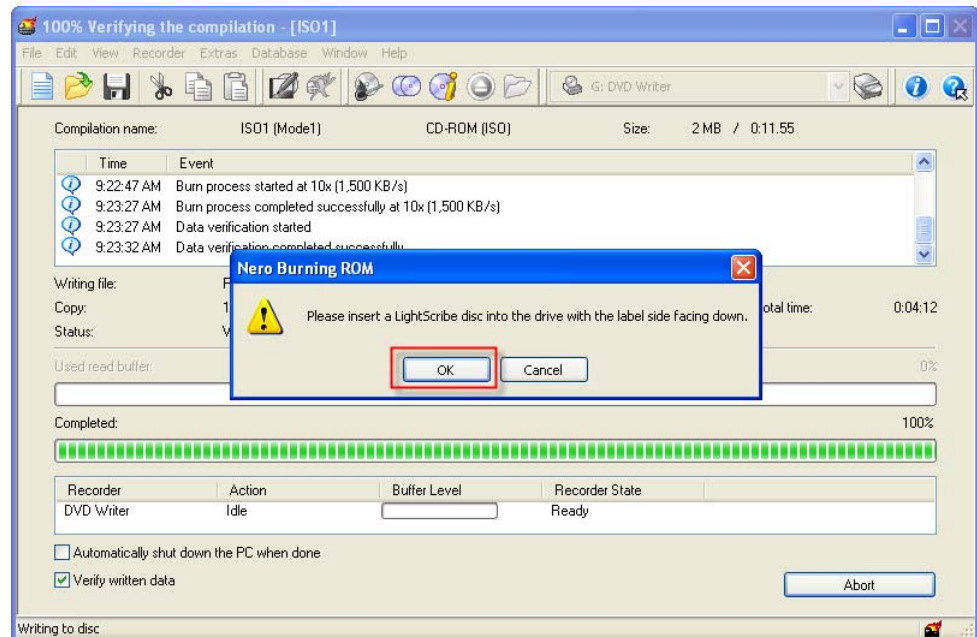 100% Verifying the compilation - [ISO1]
File Edit View Recorder Extras Database Window Help
G: DVD Writer
Compilation name: ISO1 (Mode1) CD-ROM (ISO) Size: 2 MB / 0:11.55
Time Event
9:22:47 AM Burn process started at 10x (1,500 KB/s)
9:23:27 AM Burn process completed successfully at 10x (1,500 KB/s)
9:23:27 AM Data verification started
9:23:32 AM Data verification completed successfully
Nero Burning ROM
Writing file: F
Please insert a LightScribe disc into the drive with the label side facing down.
Copy: 1 otal time: 0:04:12
Status: V
OK Cancel
Used read buffer: 0%
Completed: 100%
Recorder Action Buffer Level Recorder State
DVD Writer Idle Ready
Automatically shut down the PC when done
Verify written data
Abort
Writing to disc